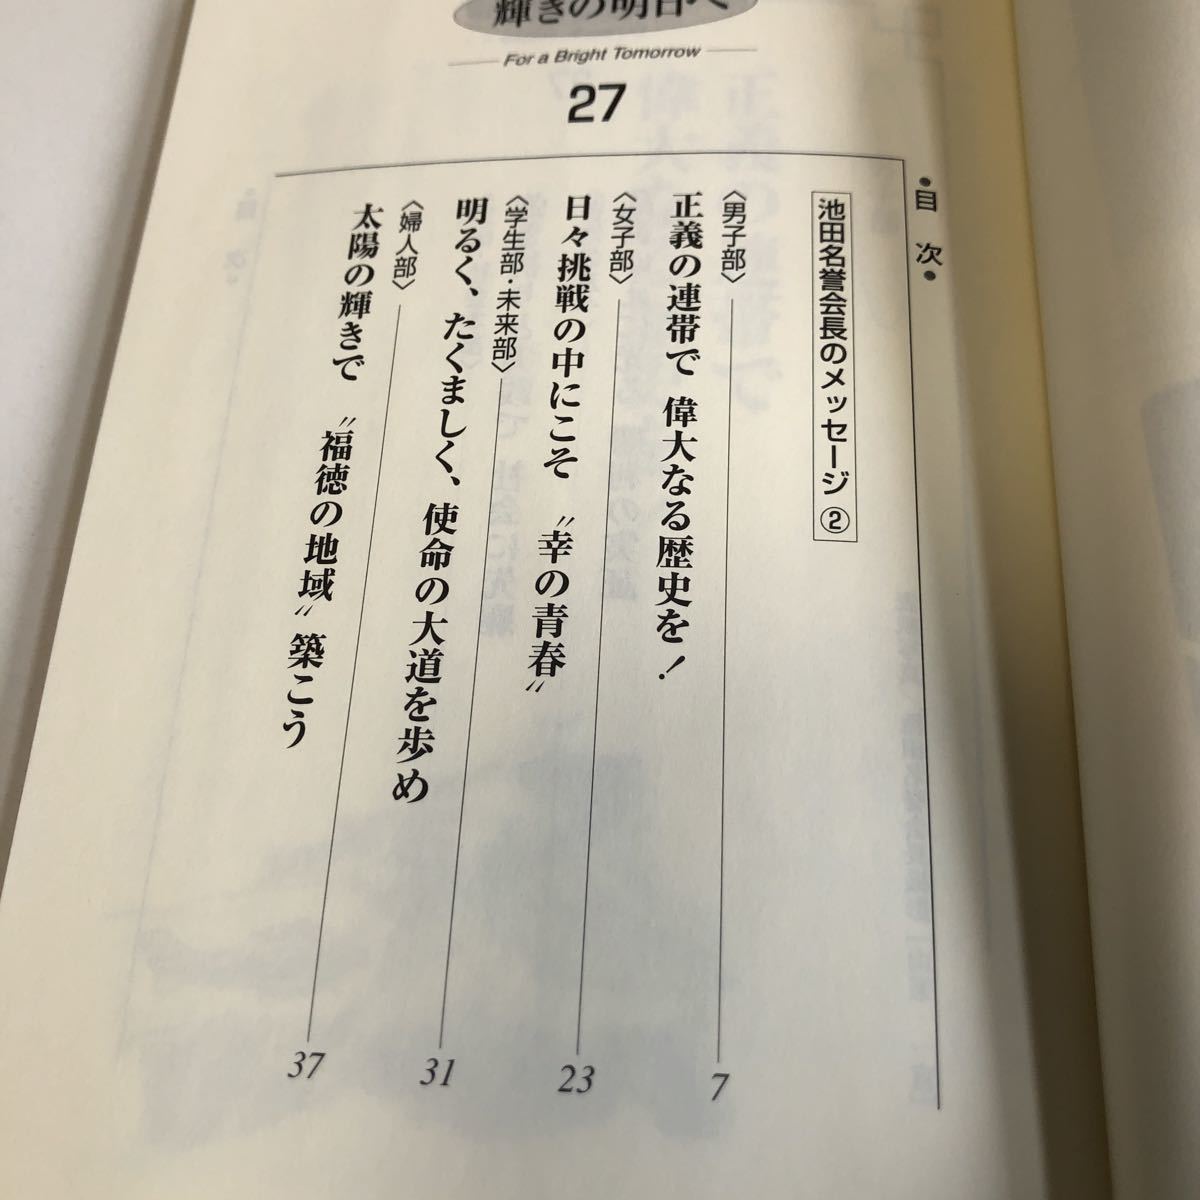 輝きの明日へ
For a Bright Tomorrow
27
●目 次●
池田名誉会長のメッセージ ②
〈男子部〉
正義の連帯で 偉大なる歴史を！
7
〈女子部〉
日々挑戦の中にこそ 〝幸の青春〟
23
〈学生部・未来部〉
明るく、たくましく、使命の大道を歩め
31
〈婦人部〉
太陽の輝きで 〝福徳の地域〟築こう
37